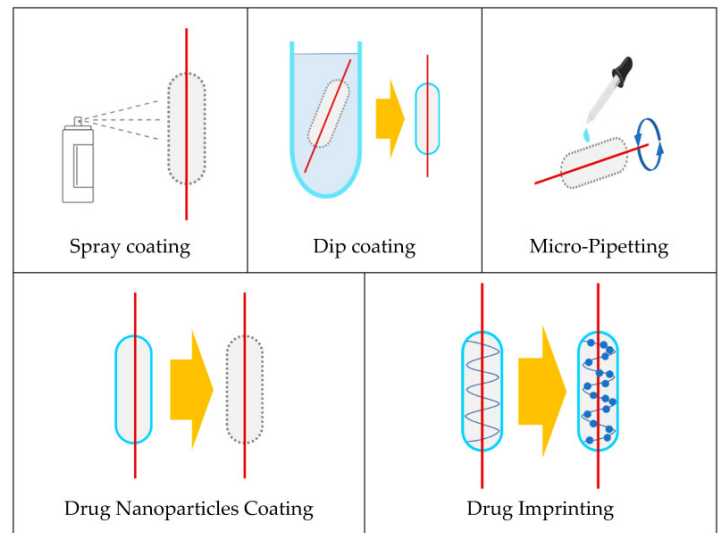 Spray coating
Dip coating
Micro-Pipetting
Drug Nanoparticles Coating
Drug Imprinting